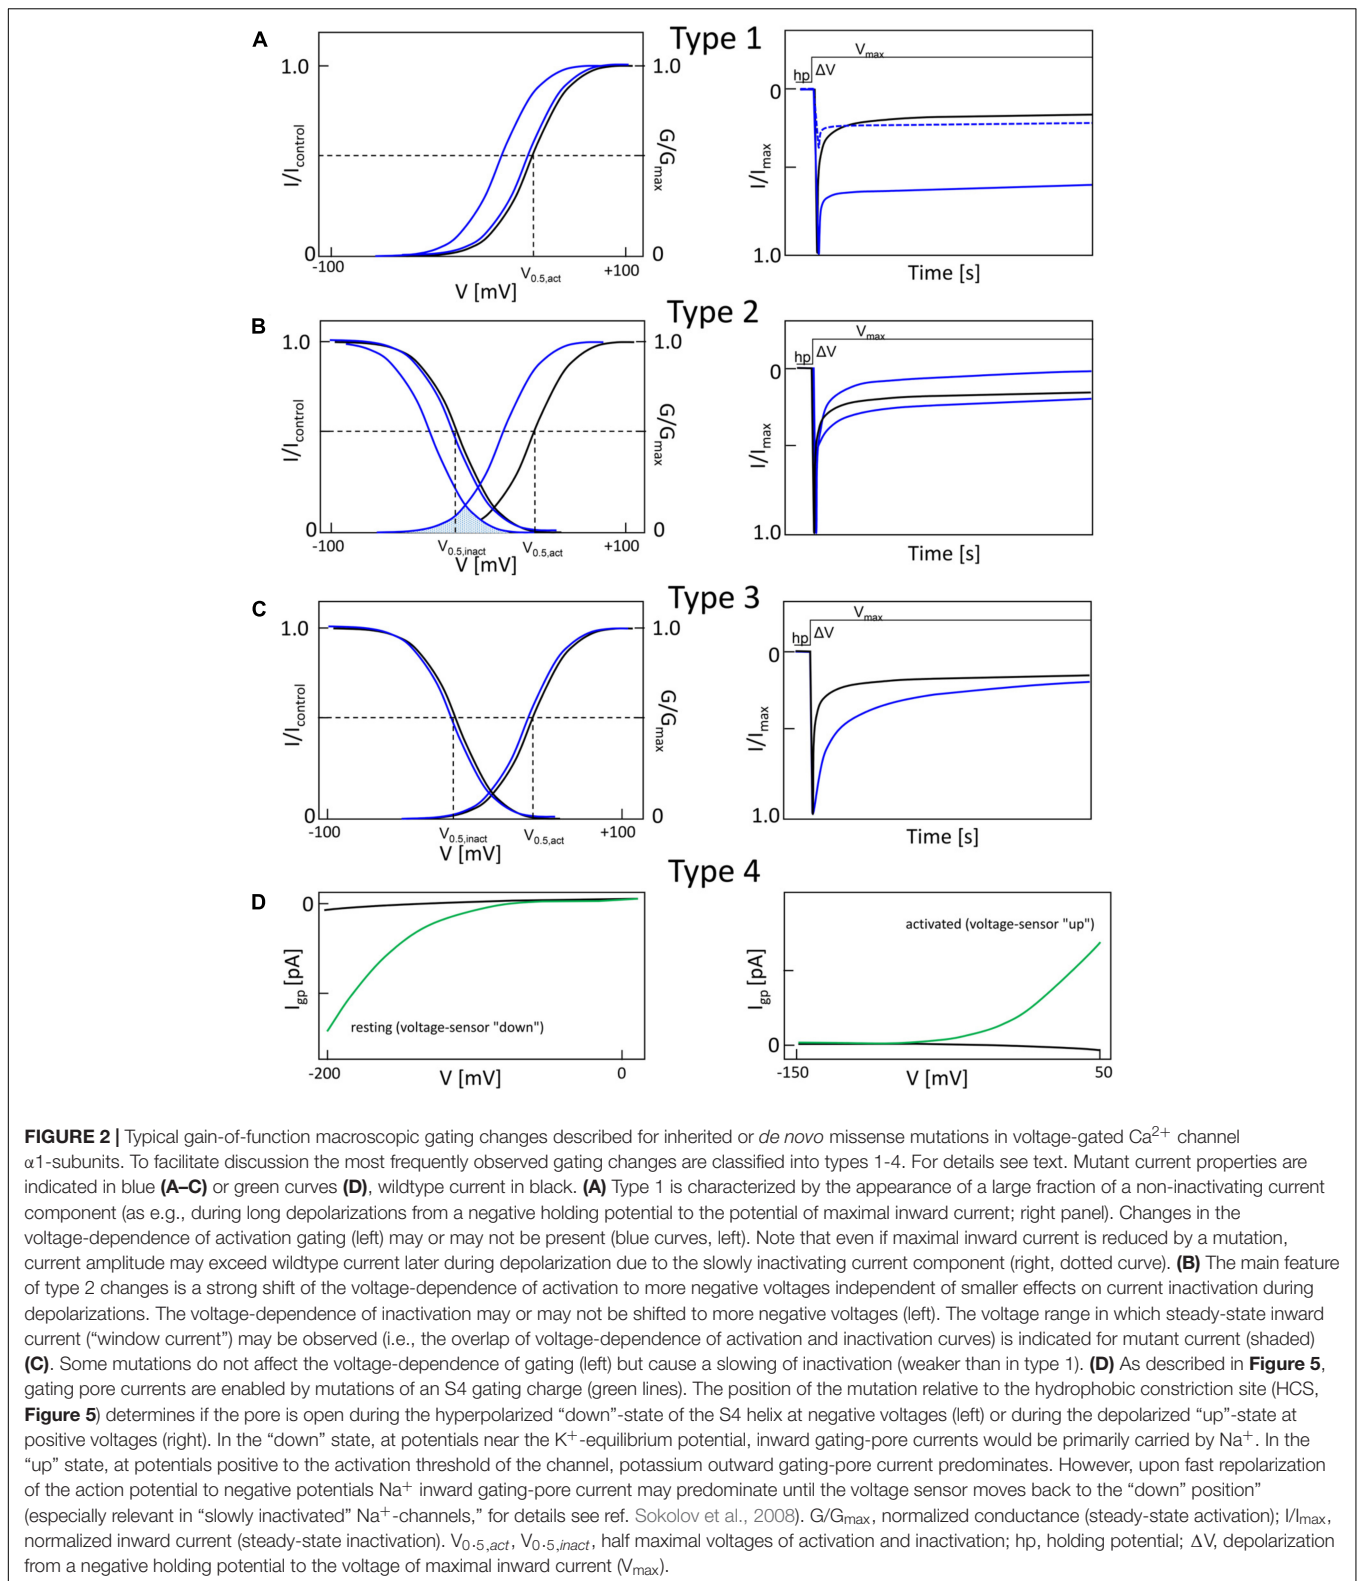 A
Type 1
1.0
1.0
I/Icontrol
G/Gmax
0
0
-100
V0.5,act
+100
V [mV]
Vmax
hp
ΔV
0
I/Imax
1.0
Time [s]
B
Type 2
1.0
1.0
I/Icontrol
G/Gmax
0
0
-100
V0.5,inact
V0.5,act
+100
V [mV]
Vmax
hp
ΔV
0
I/Imax
1.0
Time [s]
C
Type 3
1.0
1.0
I/Icontrol
G/Gmax
0
0
-100
V0.5,inact
V0.5,act
+100
V [mV]
Vmax
hp
ΔV
0
I/Imax
1.0
Time [s]
Type 4
D
0
Igp [pA]
resting (voltage-sensor "down")
-200
V [mV]
0
activated (voltage-sensor "up")
Igp [pA]
0
-150
V [mV]
50
FIGURE 2 | Typical gain-of-function macroscopic gating changes described for inherited or de novo missense mutations in voltage-gated Ca2+ channel
α1-subunits. To facilitate discussion the most frequently observed gating changes are classified into types 1-4. For details see text. Mutant current properties are
indicated in blue (A–C) or green curves (D), wildtype current in black. (A) Type 1 is characterized by the appearance of a large fraction of a non-inactivating current
component (as e.g., during long depolarizations from a negative holding potential to the potential of maximal inward current; right panel). Changes in the
voltage-dependence of activation gating (left) may or may not be present (blue curves, left). Note that even if maximal inward current is reduced by a mutation,
current amplitude may exceed wildtype current later during depolarization due to the slowly inactivating current component (right, dotted curve). (B) The main feature
of type 2 changes is a strong shift of the voltage-dependence of activation to more negative voltages independent of smaller effects on current inactivation during
depolarizations. The voltage-dependence of inactivation may or may not be shifted to more negative voltages (left). The voltage range in which steady-state inward
current (“window current”) may be observed (i.e., the overlap of voltage-dependence of activation and inactivation curves) is indicated for mutant current (shaded)
(C). Some mutations do not affect the voltage-dependence of gating (left) but cause a slowing of inactivation (weaker than in type 1). (D) As described in Figure 5,
gating pore currents are enabled by mutations of an S4 gating charge (green lines). The position of the mutation relative to the hydrophobic constriction site (HCS,
Figure 5) determines if the pore is open during the hyperpolarized “down”-state of the S4 helix at negative voltages (left) or during the depolarized “up”-state at
positive voltages (right). In the “down” state, at potentials near the K+-equilibrium potential, inward gating-pore currents would be primarily carried by Na+. In the
“up” state, at potentials positive to the activation threshold of the channel, potassium outward gating-pore current predominates. However, upon fast repolarization
of the action potential to negative potentials Na+ inward gating-pore current may predominate until the voltage sensor moves back to the “down” position”
(especially relevant in “slowly inactivated” Na+-channels,” for details see ref. Sokolov et al., 2008). G/Gmax, normalized conductance (steady-state activation); I/Imax,
normalized inward current (steady-state inactivation). V0.5,act, V0.5,inact, half maximal voltages of activation and inactivation; hp, holding potential; ΔV, depolarization
from a negative holding potential to the voltage of maximal inward current (Vmax).